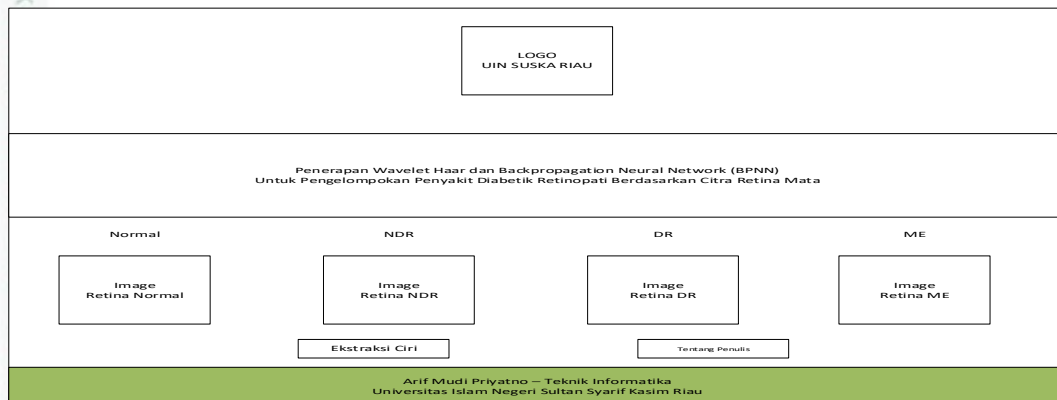 LOGO
UIN SUSKA RIAU
Penerapan Wavelet Haar dan Backpropagation Neural Network (BPNN)
Untuk Pengelompokan Penyakit Diabetik Retinopati Berdasarkan Citra Retina Mata
Normal NDR DR ME
Image Image Image Image
Retina Normal Retina NDR Retina DR Retina ME
Ekstraksi Ciri Tentang Penulis
Arif Mudi Priyatno – Teknik Informatika
Universitas Islam Negeri Sultan Syarif Kasim Riau